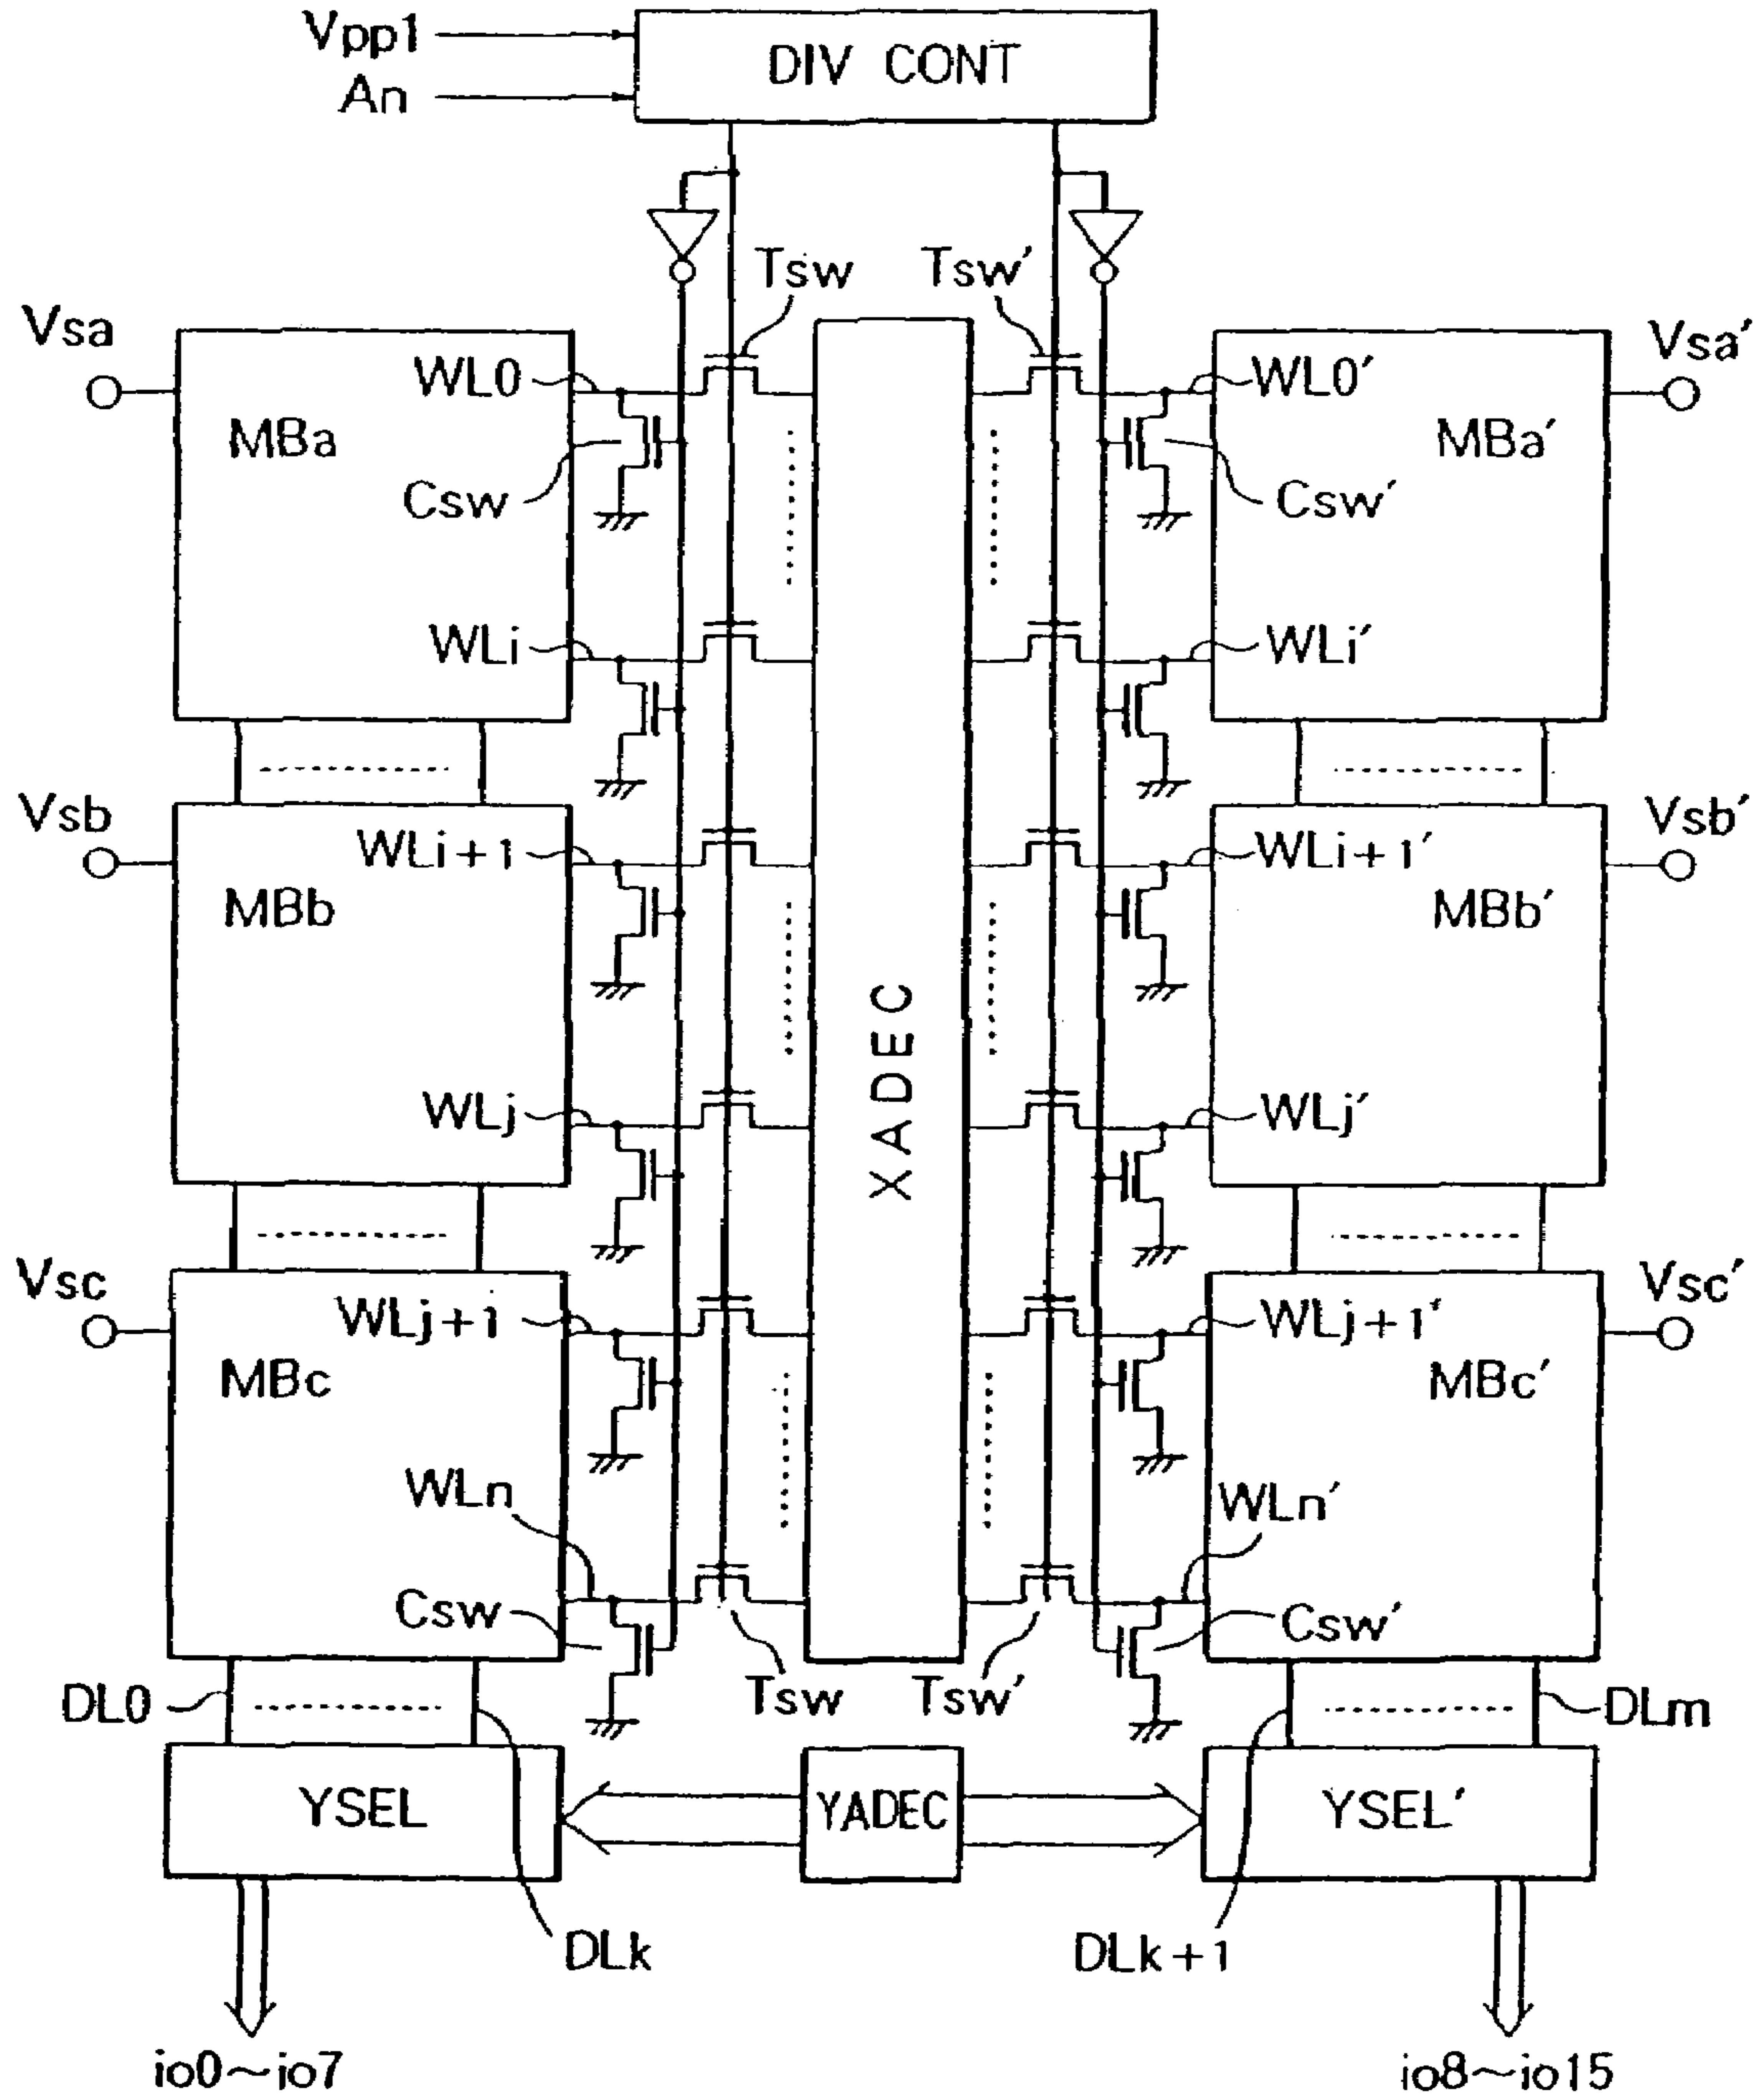 Vpp1
An
DIV CONT
Tsw Tsw′
Vsa Vsa′
WL0 WL0′
MBa MBa′
Csw Csw′
WLi WLi′
Vsb Vsb′
WLi+1 WLi+1′
MBb MBb′
XADEC
WLj WLj′
Vsc Vsc′
WLj+1 WLj+1′
MBc MBc′
WLn WLn′
Csw Csw′
Tsw Tsw′
DL0 DLm
YSEL YADEC YSEL′
DLk DLk+1
io0~io7 io8~io15